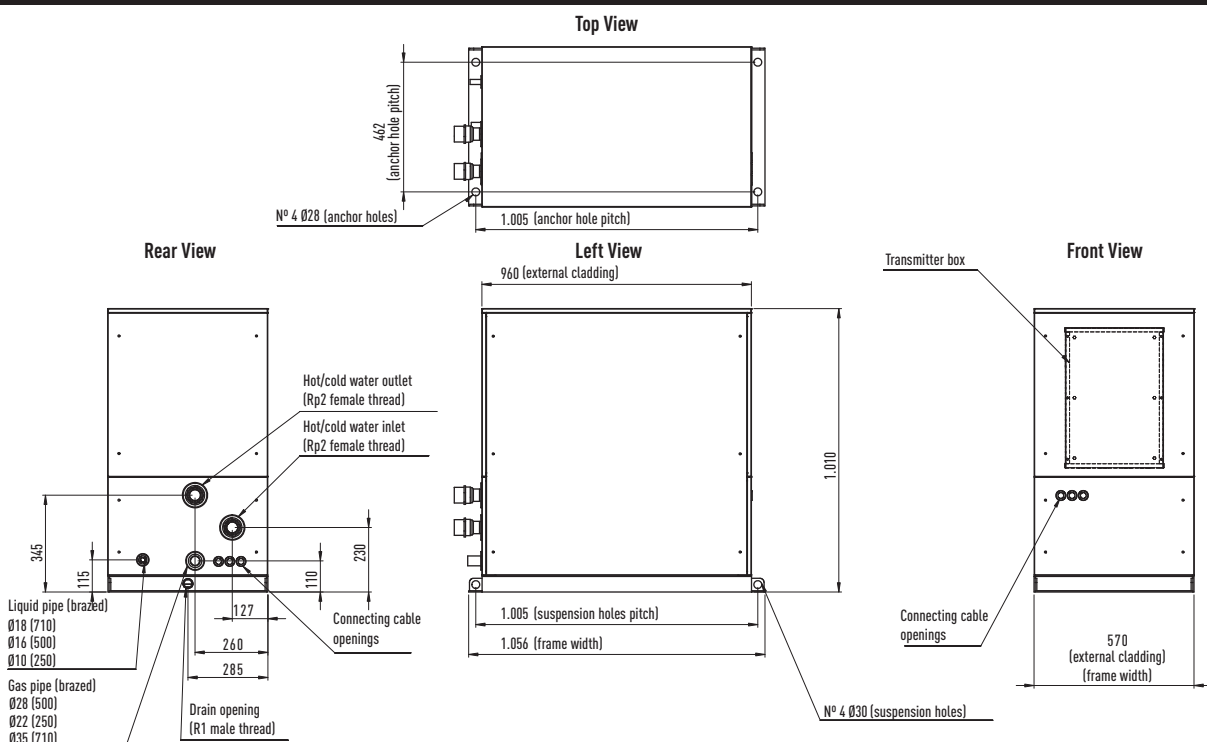 Top View
462
(anchor hole pitch)
Nº 4 Ø28 (anchor holes)
1.005 (anchor hole pitch)
Rear View
Left View
Front View
960 (external cladding)
Transmitter box
Hot/cold water outlet
(Rp2 female thread)
Hot/cold water inlet
(Rp2 female thread)
1.010
345
115
230
110
127
260
285
Liquid pipe (brazed)
Ø18 (710)
Ø16 (500)
Ø10 (250)
Gas pipe (brazed)
Ø28 (500)
Ø22 (250)
Ø35 (710)
Drain opening
(R1 male thread)
Connecting cable
openings
1.005 (suspension holes pitch)
1.056 (frame width)
Nº 4 Ø30 (suspension holes)
Connecting cable
openings
570
(external cladding)
(frame width)